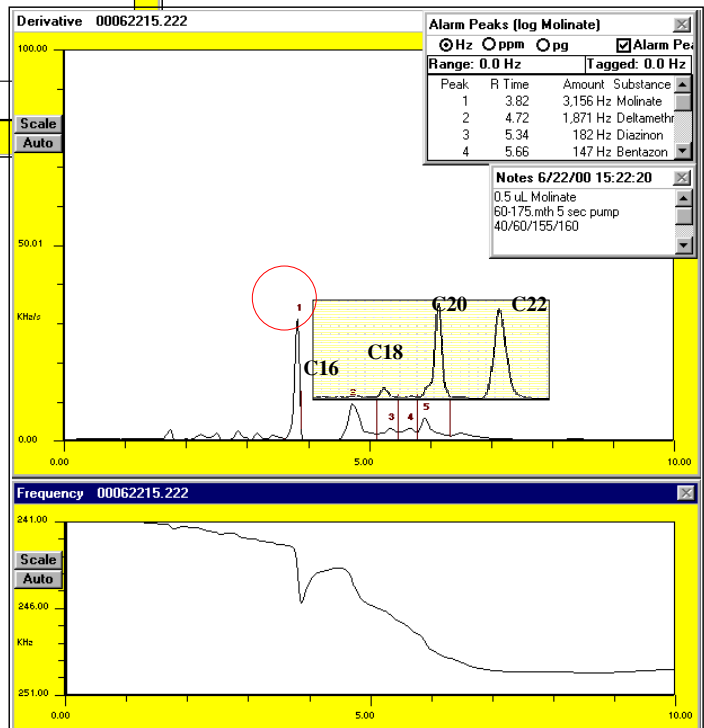 Derivative 00062215.222
Alarm Peaks (log Molinate)
Hz ppm pg Alarm Pea
Range: 0.0 Hz Tagged: 0.0 Hz
Peak R Time Amount Substance
1 3.82 3,156 Hz Molinate
2 4.72 1,871 Hz Deltamethr
3 5.34 182 Hz Diazinon
4 5.66 147 Hz Bentazon
Notes 6/22/00 15:22:20
0.5 uL Molinate
60-175.mth 5 sec pump
40/60/155/160
100.00
Scale
Auto
50.01
KHz/s
0.00
1
C16
C18
C20
C22
2
3
4
5
0.00 5.00 10.00
Frequency 00062215.222
241.00
Scale
Auto
246.00
KHz
251.00
0.00 5.00 10.00